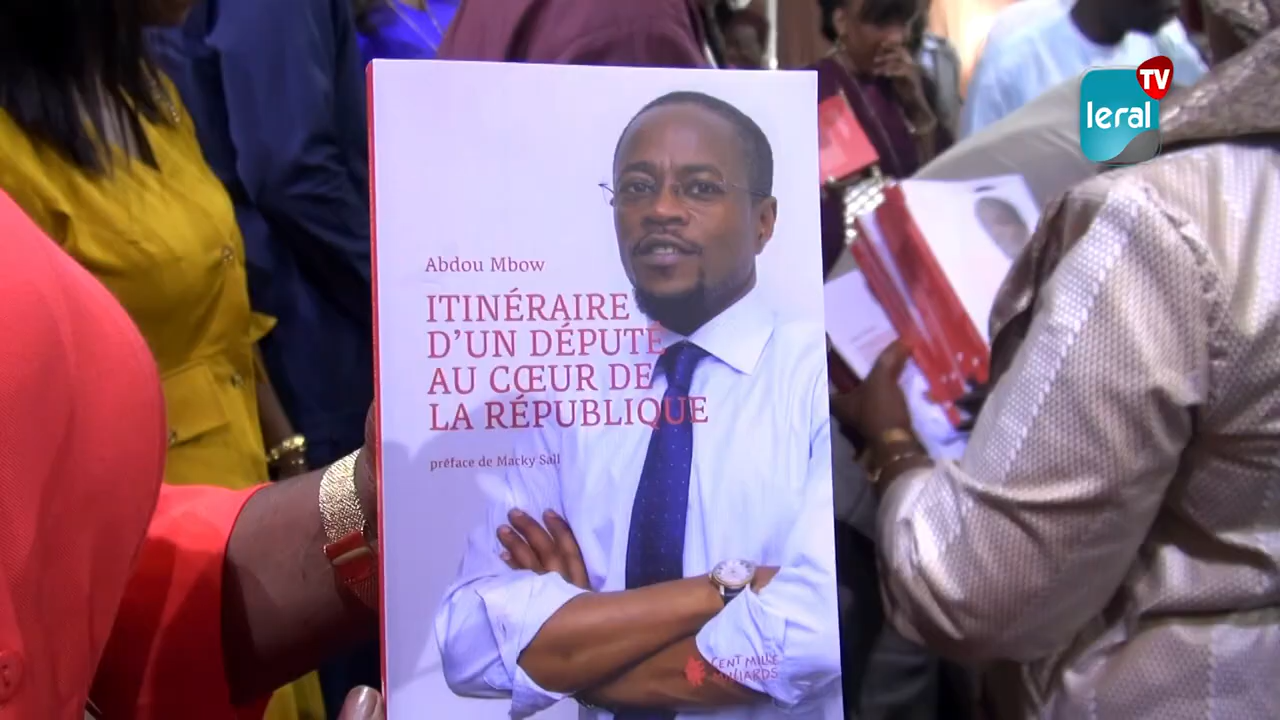 TV
leral
Abdou Mbow
ITINÉRAIRE
D'UN DÉPUTÉ
AU CŒUR DE
LA RÉPUBLIQUE
préface de Macky Sall
CENT MILLE
MILLIARDS